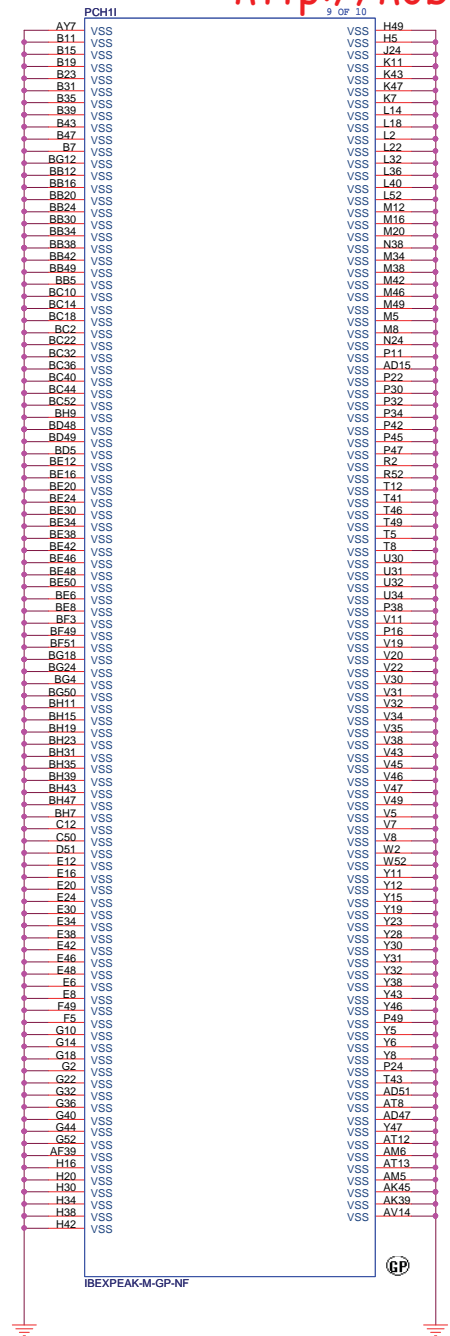 Http://
PCH1I 9 OF 10
AY7 VSS VSS H49
B11 VSS VSS H5
B15 VSS VSS J24
B19 VSS VSS K11
B23 VSS VSS K43
B31 VSS VSS K47
B35 VSS VSS K7
B39 VSS VSS L14
B43 VSS VSS L18
B47 VSS VSS L2
B7 VSS VSS L22
BG12 VSS VSS L32
BB12 VSS VSS L36
BB16 VSS VSS L40
BB20 VSS VSS L52
BB24 VSS VSS M12
BB30 VSS VSS M16
BB34 VSS VSS M20
BB38 VSS VSS N38
BB42 VSS VSS M34
BB49 VSS VSS M38
BB5 VSS VSS M42
BC10 VSS VSS M46
BC14 VSS VSS M49
BC18 VSS VSS M5
BC2 VSS VSS M8
BC22 VSS VSS N24
BC32 VSS VSS P11
BC36 VSS VSS AD15
BC40 VSS VSS P22
BC44 VSS VSS P30
BC52 VSS VSS P32
BH9 VSS VSS P34
BD48 VSS VSS P42
BD49 VSS VSS P45
BD5 VSS VSS P47
BE12 VSS VSS R2
BE16 VSS VSS R52
BE20 VSS VSS T12
BE24 VSS VSS T41
BE30 VSS VSS T46
BE34 VSS VSS T49
BE38 VSS VSS T5
BE42 VSS VSS T8
BE46 VSS VSS U30
BE48 VSS VSS U31
BE50 VSS VSS U32
BE6 VSS VSS U34
BE8 VSS VSS P38
BF3 VSS VSS V11
BF49 VSS VSS P16
BF51 VSS VSS V19
BG18 VSS VSS V20
BG24 VSS VSS V22
BG4 VSS VSS V30
BG50 VSS VSS V31
BH11 VSS VSS V32
BH15 VSS VSS V34
BH19 VSS VSS V35
BH23 VSS VSS V38
BH31 VSS VSS V43
BH35 VSS VSS V45
BH39 VSS VSS V46
BH43 VSS VSS V47
BH47 VSS VSS V49
BH7 VSS VSS V5
C12 VSS VSS V7
C50 VSS VSS V8
D51 VSS VSS W2
E12 VSS VSS W52
E16 VSS VSS Y11
E20 VSS VSS Y12
E24 VSS VSS Y15
E30 VSS VSS Y19
E34 VSS VSS Y23
E38 VSS VSS Y28
E42 VSS VSS Y30
E46 VSS VSS Y31
E48 VSS VSS Y32
E6 VSS VSS Y38
E8 VSS VSS Y43
F49 VSS VSS Y46
F5 VSS VSS P49
G10 VSS VSS Y5
G14 VSS VSS Y6
G18 VSS VSS Y8
G2 VSS VSS P24
G22 VSS VSS T43
G32 VSS VSS AD51
G36 VSS VSS AT8
G40 VSS VSS AD47
G44 VSS VSS Y47
G52 VSS VSS AT12
AF39 VSS VSS AM6
H16 VSS VSS AT13
H20 VSS VSS AM5
H30 VSS VSS AK45
H34 VSS VSS AK39
H38 VSS VSS AV14
H42 VSS
GP
IBEXPEAK-M-GP-NF